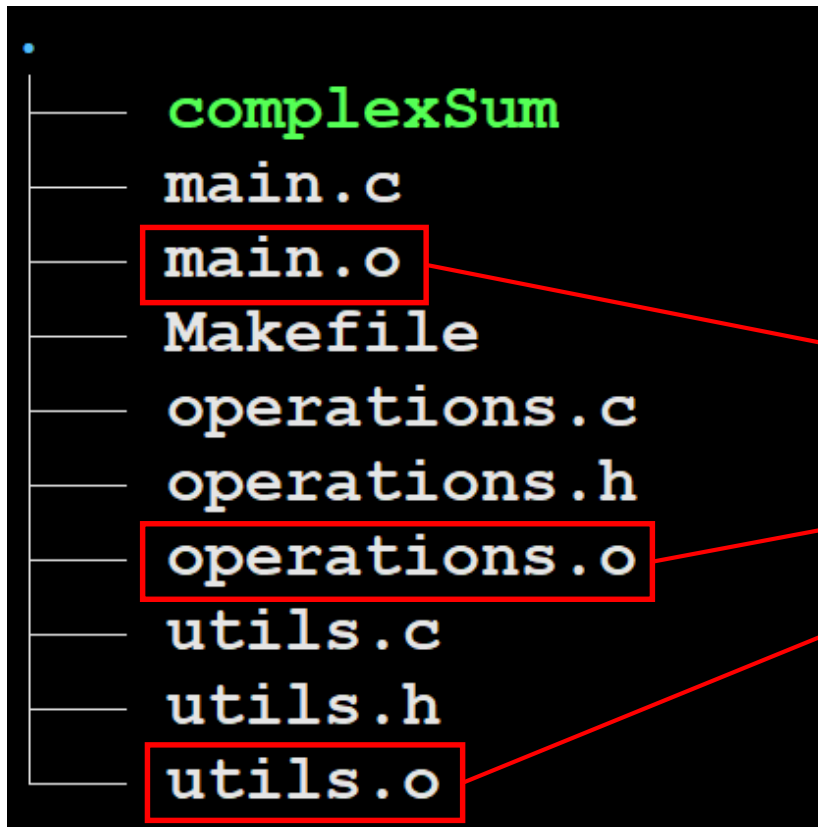 .
complexSum
main.c
main.o
Makefile
operations.c
operations.h
operations.o
utils.c
utils.h
utils.o